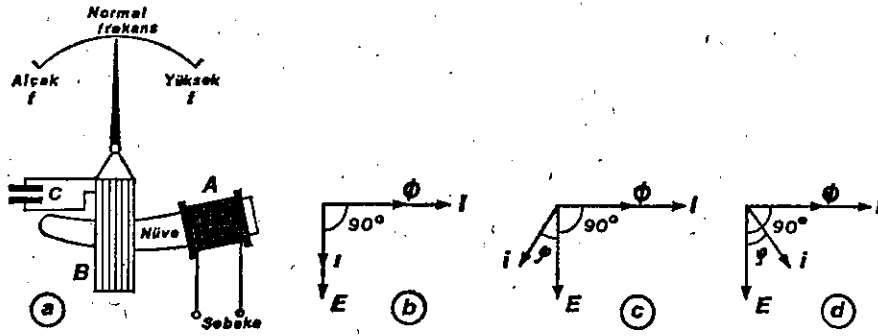 Normal
frekans
Alçak
f
Yüksek
f
C
A
Nüve
B
Şebeke
a
Φ
I
90°
I
E
b
Φ
I
90°
i
φ
E
c
Φ
I
90°
φ
i
E
d